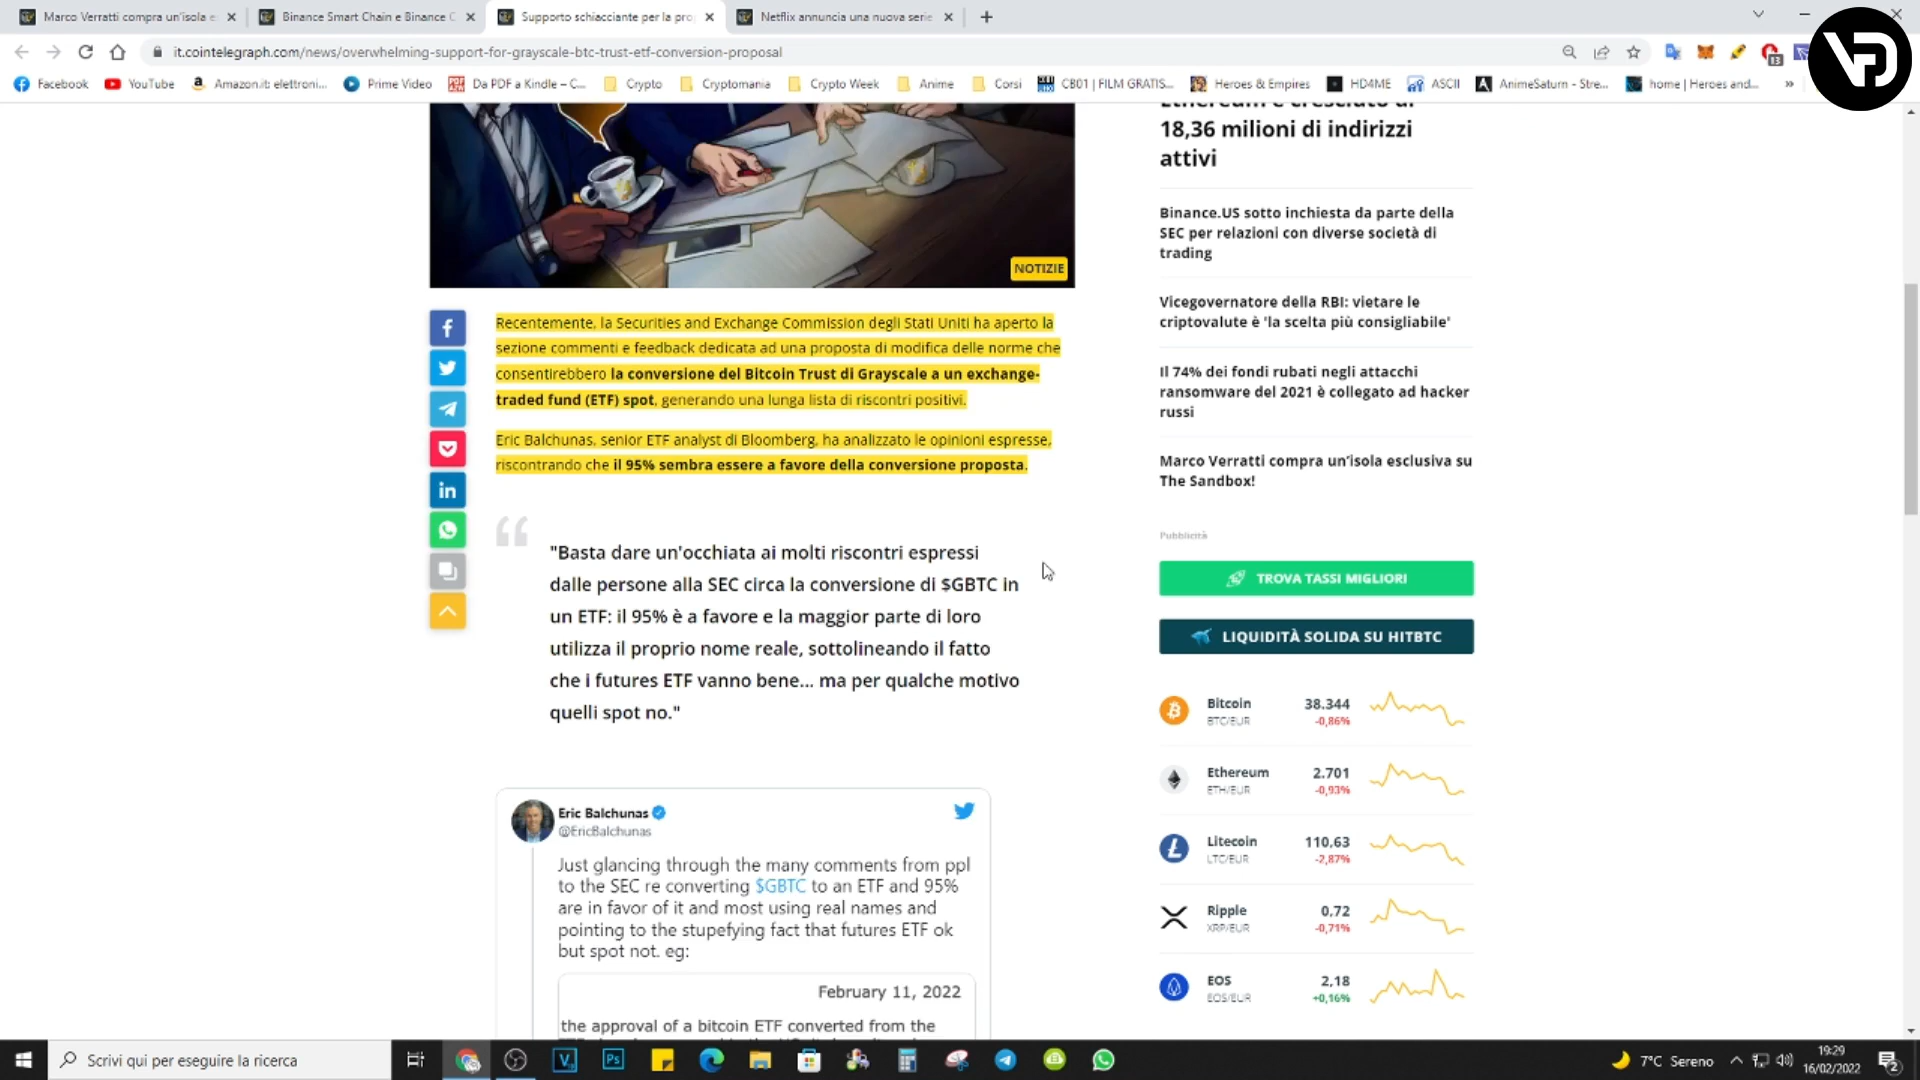 Marco Verratti compra un'isola e
Binance Smart Chain e Binance C
Supporto schiacciante per la pro
Netflix annuncia una nuova serie
it.cointelegraph.com/news/overwhelming-support-for-grayscale-btc-trust-etf-conversion-proposal
13
Facebook
YouTube
Amazon.it: elettroni...
Prime Video
Da PDF a Kindle – C...
Crypto
Cryptomania
Crypto Week
Anime
Corsi
CB01 | FILM GRATIS...
Heroes & Empires
HD4ME
ASCII
AnimeSaturn - Stre...
home | Heroes and...
»
NOTIZIE
Recentemente, la Securities and Exchange Commission degli Stati Uniti ha aperto la
sezione commenti e feedback dedicata ad una proposta di modifica delle norme che
consentirebbero la conversione del Bitcoin Trust di Grayscale a un exchange-
traded fund (ETF) spot, generando una lunga lista di riscontri positivi.
Eric Balchunas, senior ETF analyst di Bloomberg, ha analizzato le opinioni espresse,
riscontrando che il 95% sembra essere a favore della conversione proposta.
"Basta dare un'occhiata ai molti riscontri espressi
dalle persone alla SEC circa la conversione di $GBTC in
un ETF: il 95% è a favore e la maggior parte di loro
utilizza il proprio nome reale, sottolineando il fatto
che i futures ETF vanno bene... ma per qualche motivo
quelli spot no."
Eric Balchunas
@EricBalchunas
Just glancing through the many comments from ppl
to the SEC re converting $GBTC to an ETF and 95%
are in favor of it and most using real names and
pointing to the stupefying fact that futures ETF ok
but spot not. eg:
February 11, 2022
the approval of a bitcoin ETF converted from the
Ethereum è cresciuto di
18,36 milioni di indirizzi
attivi
Binance.US sotto inchiesta da parte della
SEC per relazioni con diverse società di
trading
Vicegovernatore della RBI: vietare le
criptovalute è 'la scelta più consigliabile'
Il 74% dei fondi rubati negli attacchi
ransomware del 2021 è collegato ad hacker
russi
Marco Verratti compra un'isola esclusiva su
The Sandbox!
Pubblicità
TROVA TASSI MIGLIORI
LIQUIDITÀ SOLIDA SU HITBTC
Bitcoin 38.344
BTC/EUR -0,86%
Ethereum 2.701
ETH/EUR -0,93%
Litecoin 110,63
LTC/EUR -2,87%
Ripple 0,72
XRP/EUR -0,71%
EOS 2,18
EOS/EUR +0,16%
Scrivi qui per eseguire la ricerca
7°C Sereno
19:29
16/02/2022
2